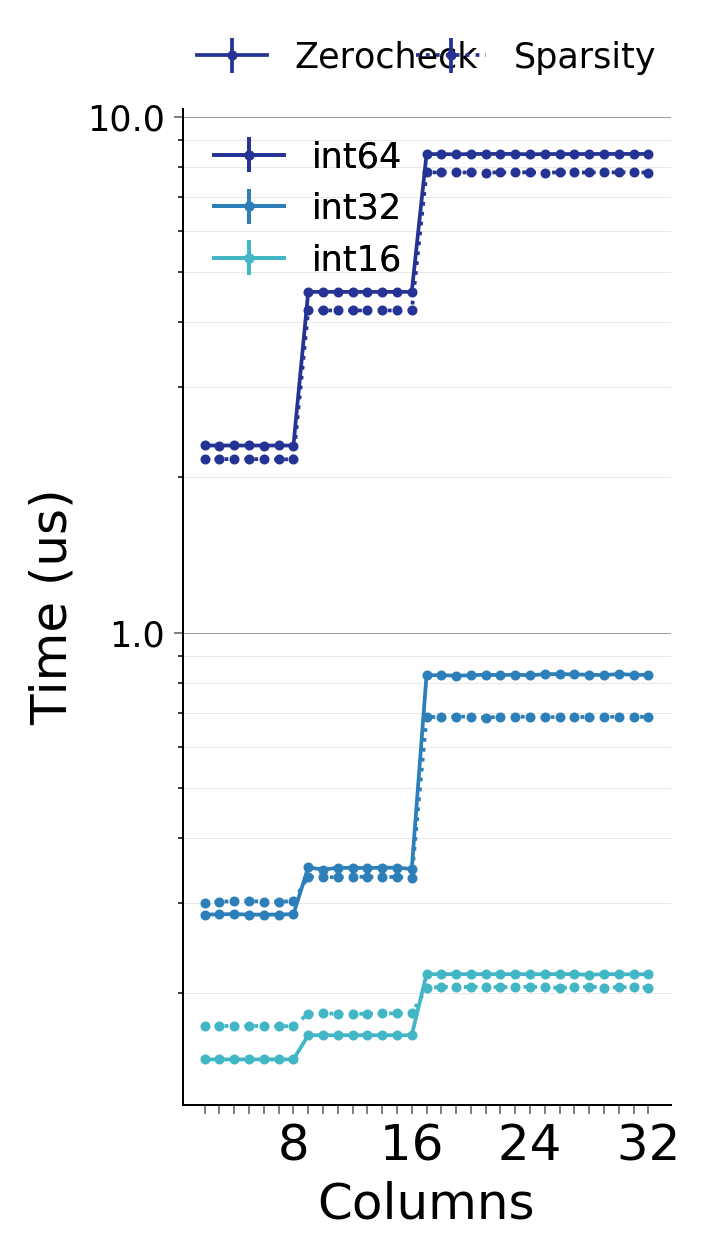 Zerocheck Sparsity
10.0
int64
int32
int16
Time (us)
1.0
8 16 24 32
Columns